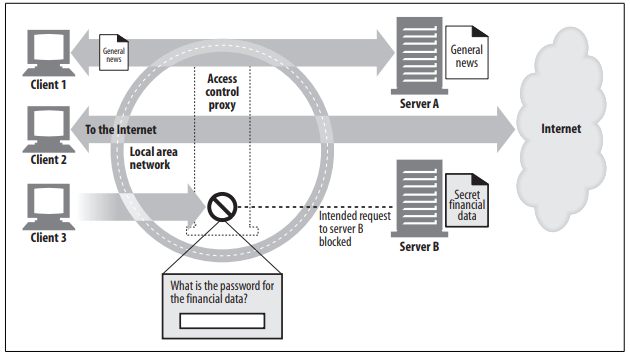 General
news
Client 1
Access
control
proxy
General
news
Server A
To the Internet
Internet
Client 2
Local area
network
Client 3
Intended request
to server B
blocked
Secret
financial
data
Server B
What is the password for
the financial data?